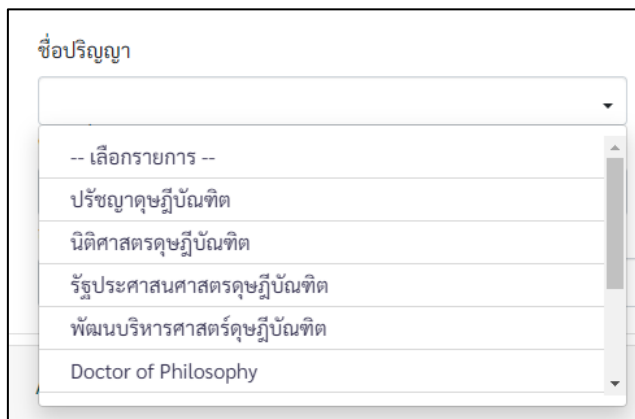 ชื่อปริญญา
-- เลือกรายการ --
ปรัชญาดุษฎีบัณฑิต
นิติศาสตรดุษฎีบัณฑิต
รัฐประศาสนศาสตรดุษฎีบัณฑิต
พัฒนบริหารศาสตร์ดุษฎีบัณฑิต
Doctor of Philosophy